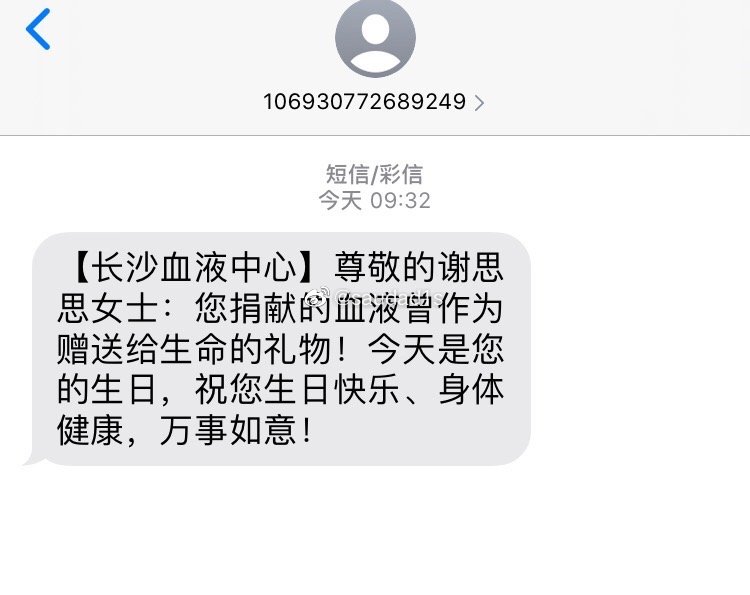 106930772689249
短信/彩信
今天 09:32
【长沙血液中心】尊敬的谢思
思女士：您捐献的血液曾作为
赠送给生命的礼物！今天是您
的生日，祝您生日快乐、身体
健康，万事如意！